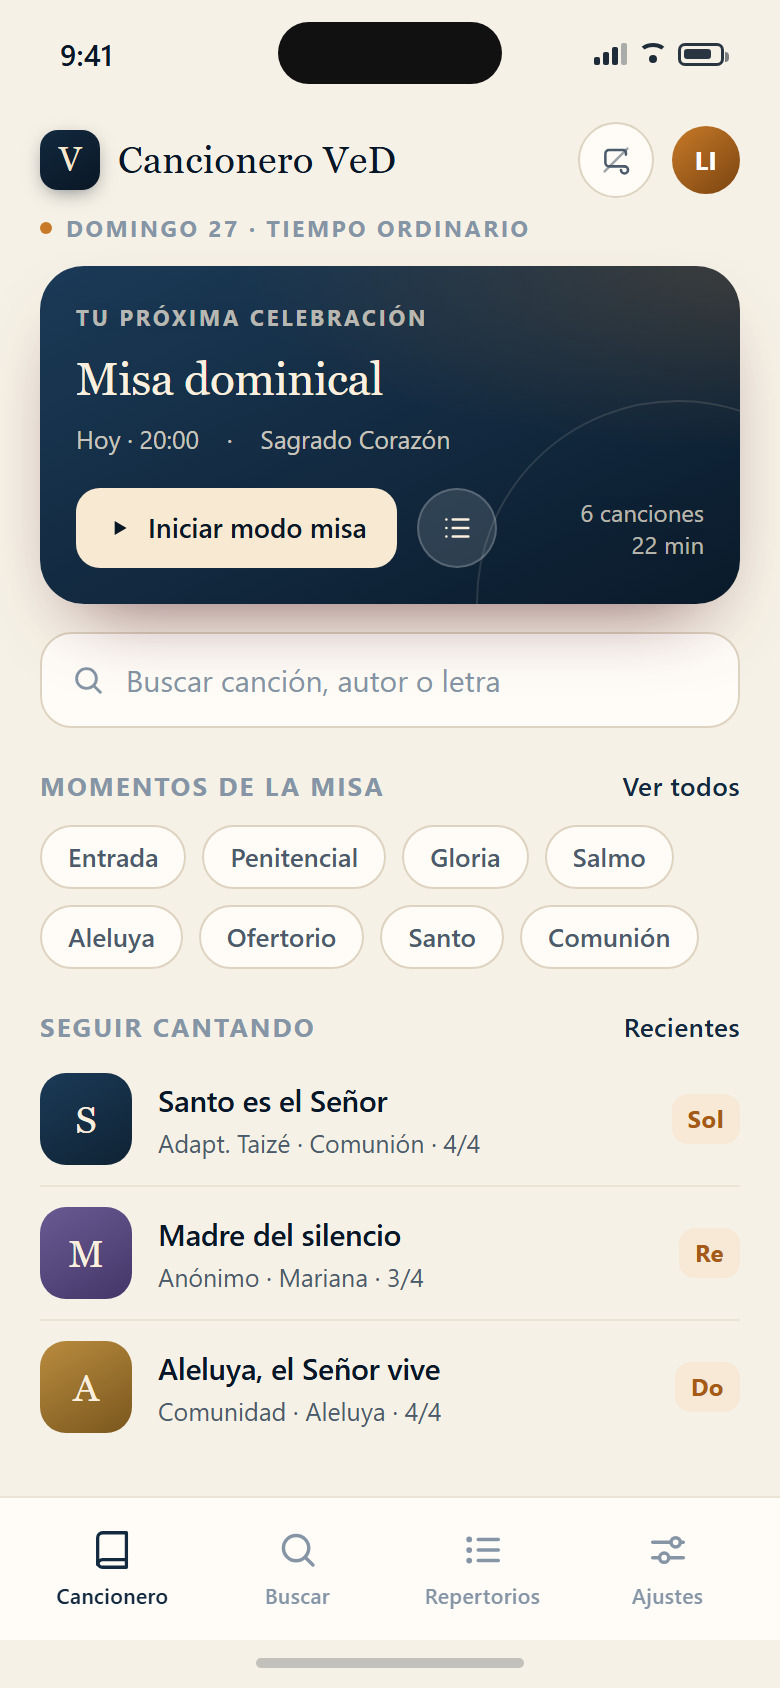 9:41
V Cancionero VeD LI
DOMINGO 27 · TIEMPO ORDINARIO
TU PRÓXIMA CELEBRACIÓN
Misa dominical
Hoy · 20:00 · Sagrado Corazón
Iniciar modo misa
6 canciones
22 min
Buscar canción, autor o letra
MOMENTOS DE LA MISA Ver todos
Entrada Penitencial Gloria Salmo
Aleluya Ofertorio Santo Comunión
SEGUIR CANTANDO Recientes
S Santo es el Señor Sol
Adapt. Taizé · Comunión · 4/4
M Madre del silencio Re
Anónimo · Mariana · 3/4
A Aleluya, el Señor vive Do
Comunidad · Aleluya · 4/4
Cancionero Buscar Repertorios Ajustes